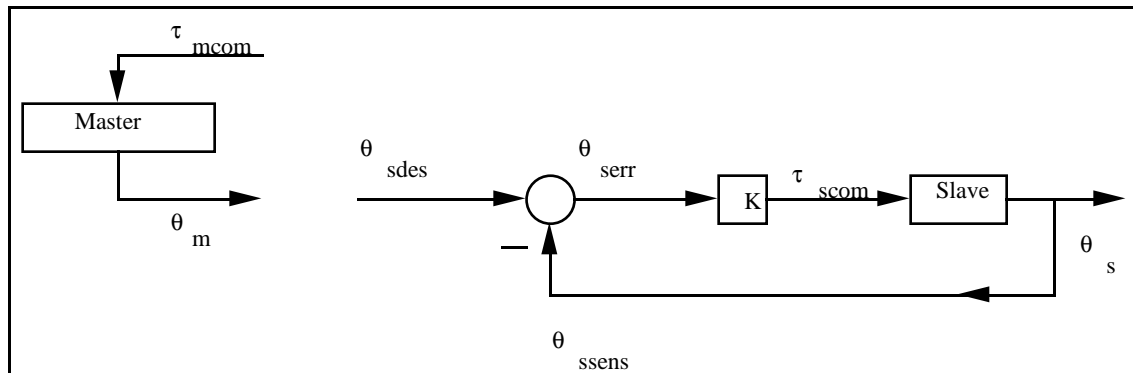 τ mcom
Master
θ m
θ sdes
θ serr
K
τ scom
Slave
θ s
—
θ ssens